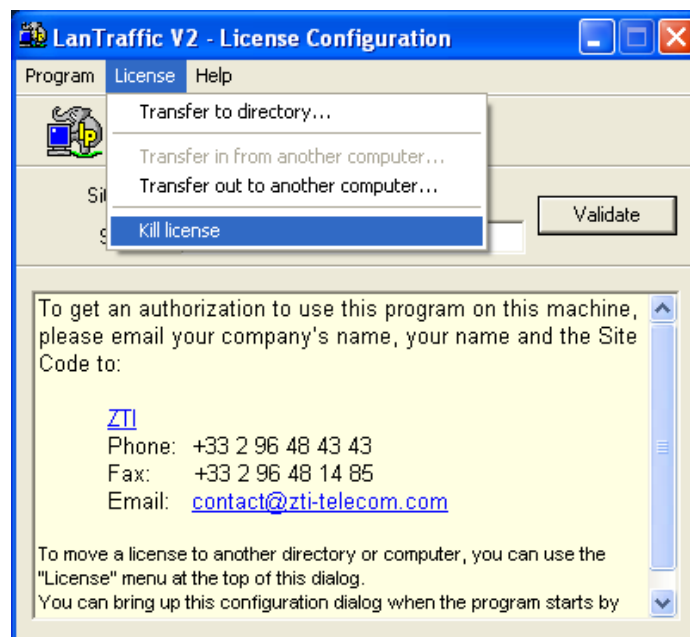 LanTraffic V2 - License Configuration
Program License Help
Transfer to directory...
Transfer in from another computer...
Transfer out to another computer...
Kill license
Validate
To get an authorization to use this program on this machine,
please email your company's name, your name and the Site
Code to:
ZTI
Phone: +33 2 96 48 43 43
Fax: +33 2 96 48 14 85
Email: contact@zti-telecom.com
To move a license to another directory or computer, you can use the
"License" menu at the top of this dialog.
You can bring up this configuration dialog when the program starts by